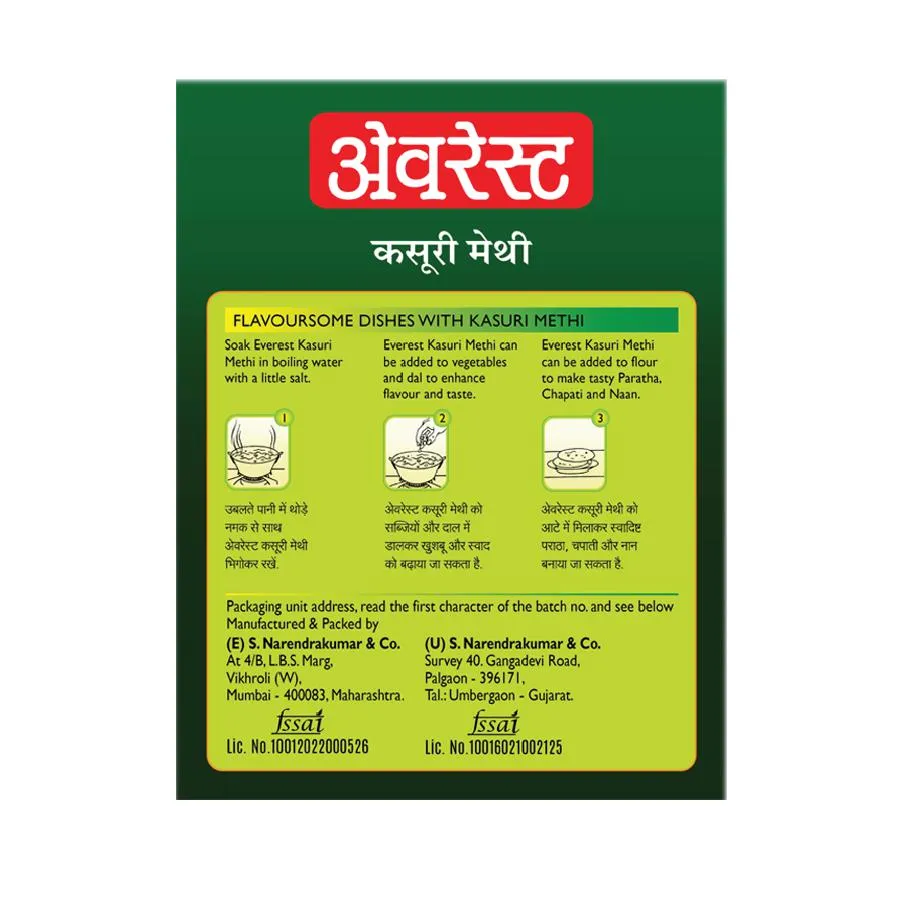 अेवरेस्ट
कसूरी मेथी
FLAVOURSOME DISHES WITH KASURI METHI
Soak Everest Kasuri
Methi in boiling water
with a little salt.
Everest Kasuri Methi can
be added to vegetables
and dal to enhance
flavour and taste.
Everest Kasuri Methi
can be added to flour
to make tasty Paratha,
Chapati and Naan.
1
2
3
उबलते पानी में थोड़े
नमक से साथ
अेवरेस्ट कसूरी मेथी
भिगोकर रखें.
अेवरेस्ट कसूरी मेथी को
सब्जियों और दाल में
डालकर खुशबू और स्वाद
को बढ़ाया जा सकता है.
अेवरेस्ट कसूरी मेथी को
आटे में मिलाकर स्वादिष्ट
पराठा, चपाती और नान
बनाया जा सकता है.
Packaging unit address, read the first character of the batch no. and see below
Manufactured & Packed by
(E) S. Narendrakumar & Co.
At 4/B, L.B.S. Marg,
Vikhroli (W),
Mumbai - 400083, Maharashtra.
fssai
Lic. No.10012022000526
(U) S. Narendrakumar & Co.
Survey 40. Gangadevi Road,
Palgaon - 396171,
Tal.: Umbergaon - Gujarat.
fssai
Lic. No.10016021002125